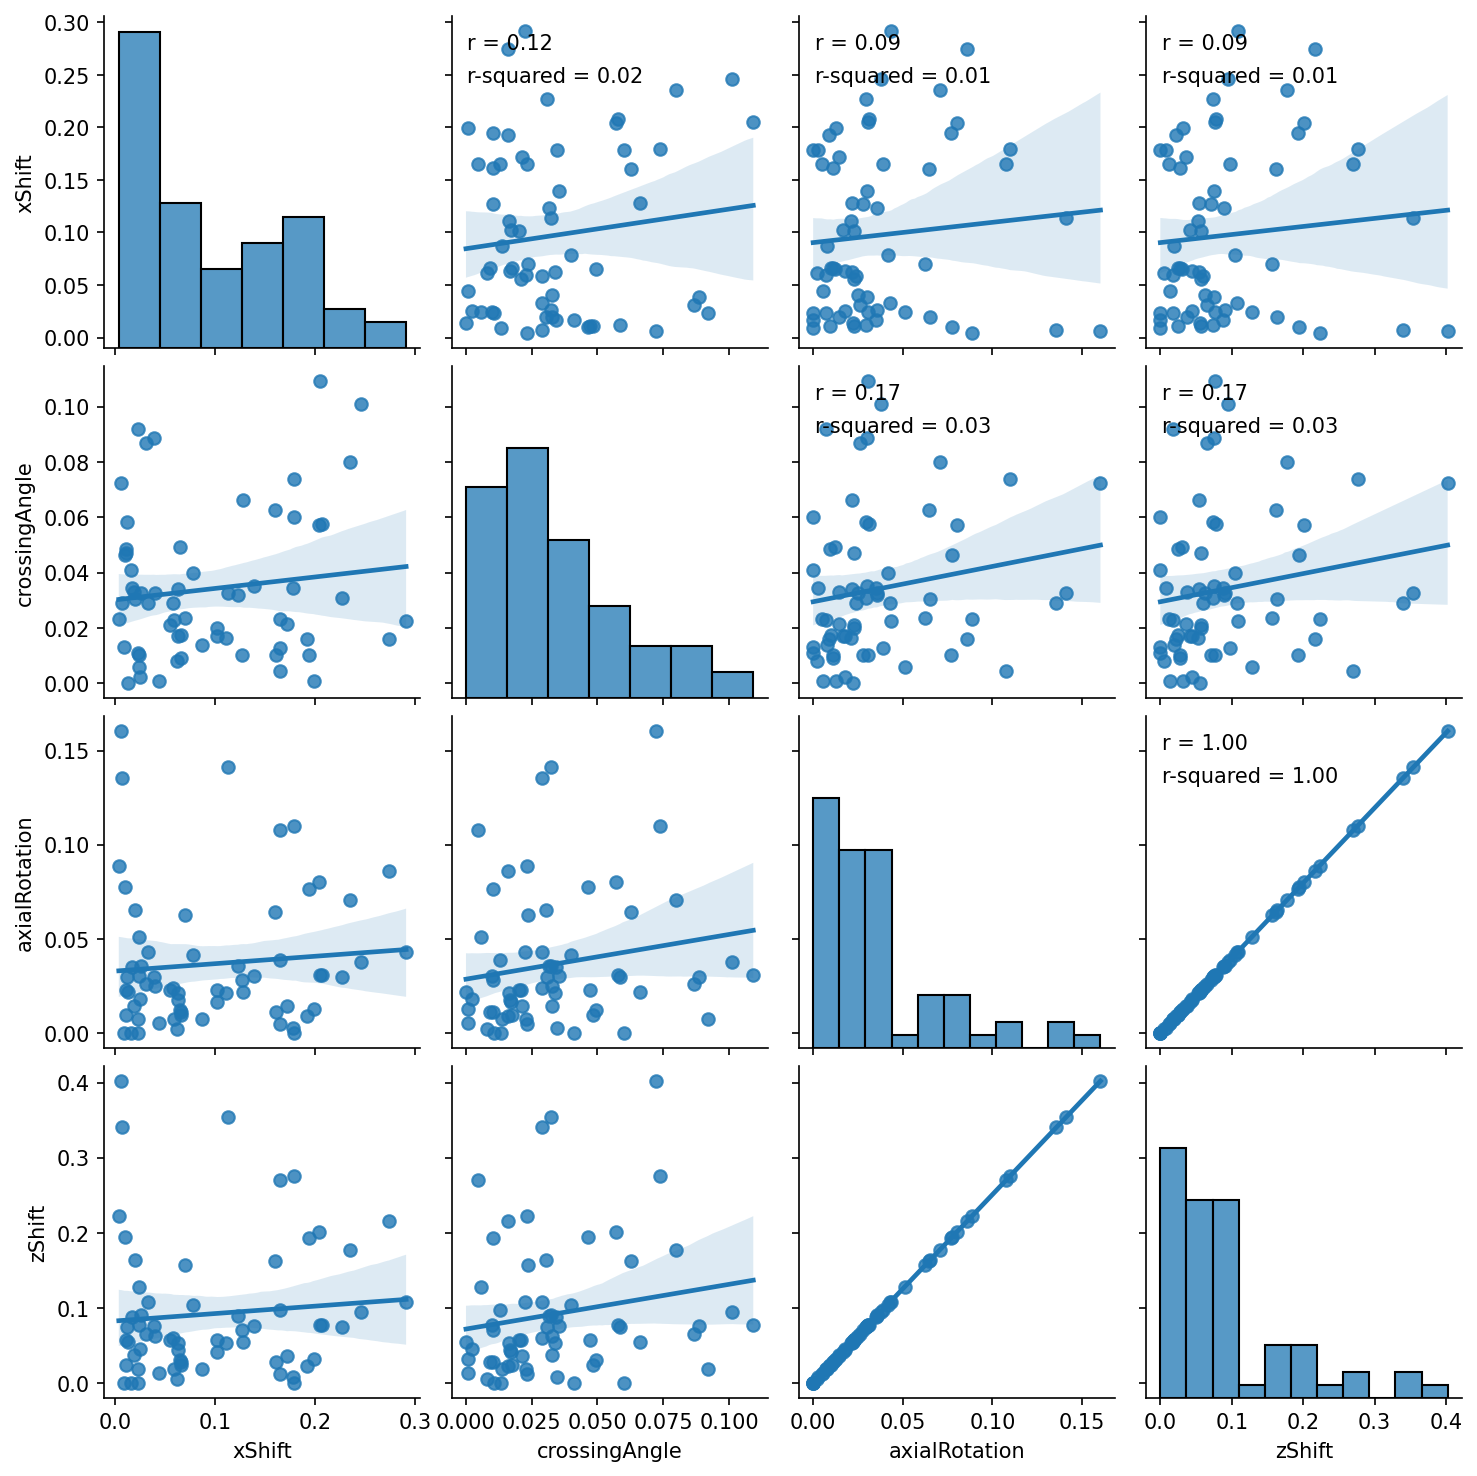 0.30
0.25
0.20
0.15
0.10
0.05
0.00
xShift
r = 0.12
r-squared = 0.02
r = 0.09
r-squared = 0.01
r = 0.09
r-squared = 0.01
0.10
0.08
0.06
0.04
0.02
0.00
crossingAngle
r = 0.17
r-squared = 0.03
r = 0.17
r-squared = 0.03
0.15
0.10
0.05
0.00
axialRotation
r = 1.00
r-squared = 1.00
0.4
0.3
0.2
0.1
0.0
zShift
0.0 0.1 0.2 0.3
xShift
0.000 0.025 0.050 0.075 0.100
crossingAngle
0.00 0.05 0.10 0.15
axialRotation
0.0 0.1 0.2 0.3 0.4
zShift